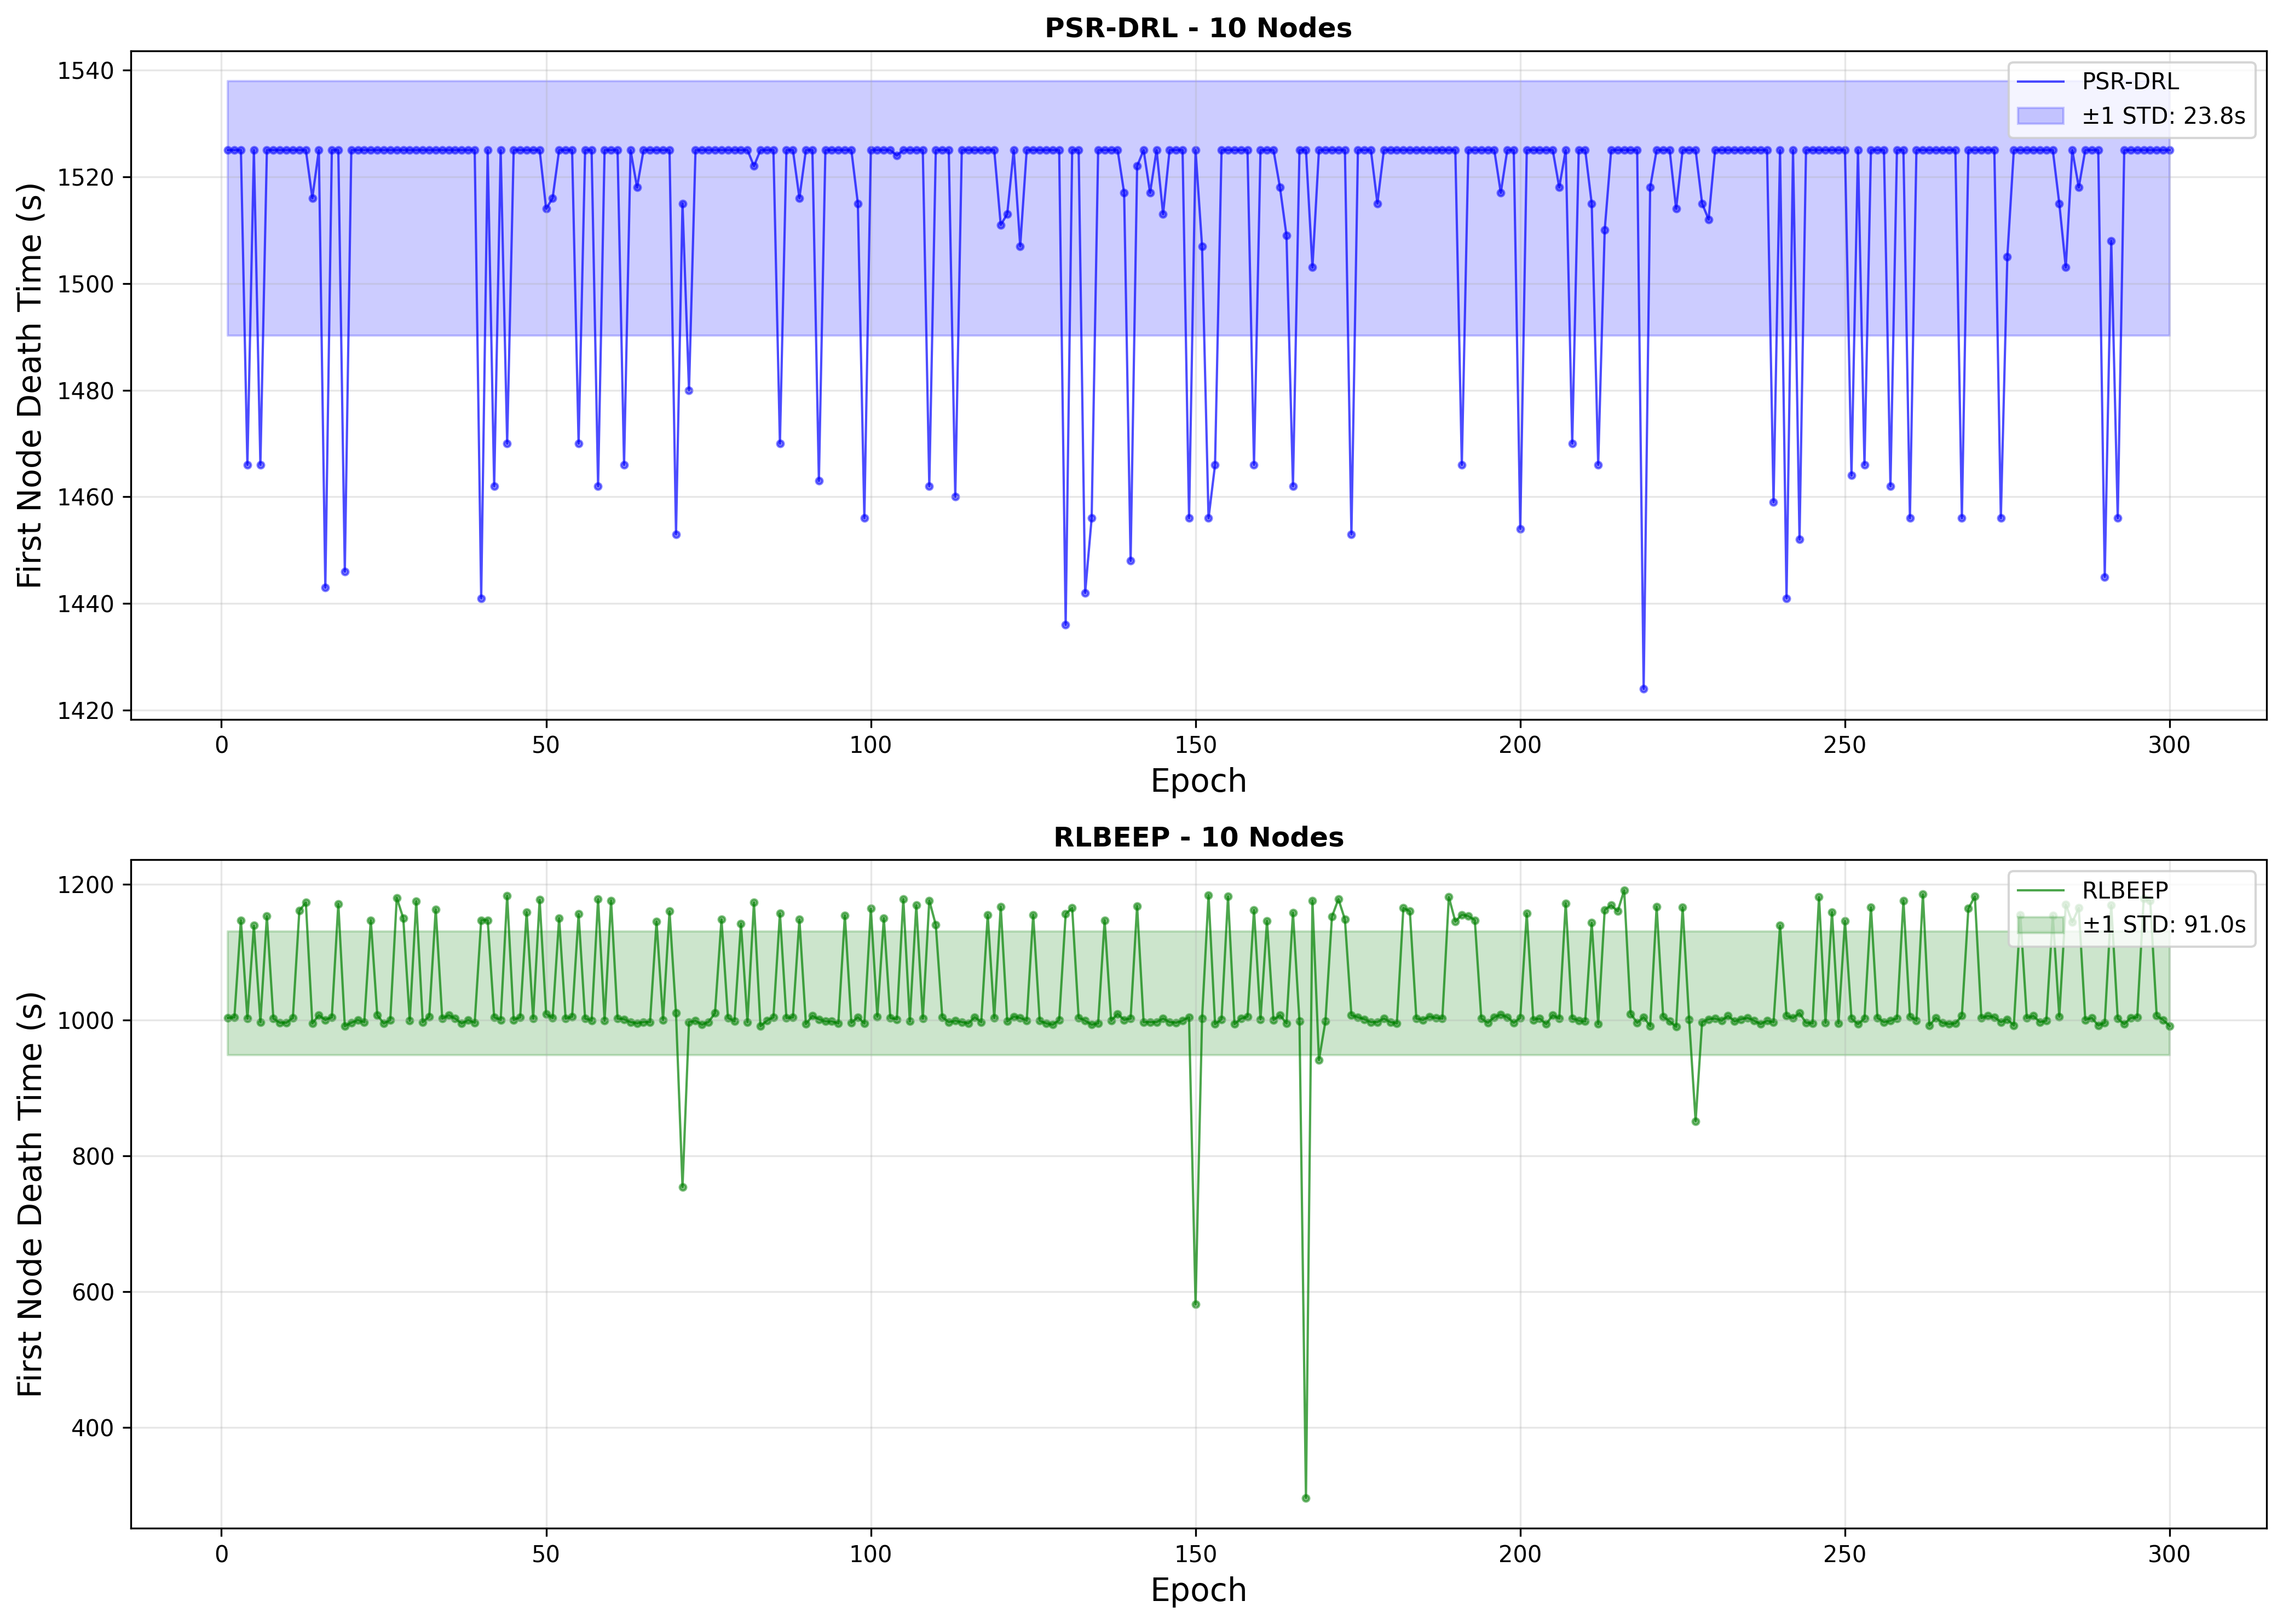 PSR-DRL - 10 Nodes
First Node Death Time (s)
1540
1520
1500
1480
1460
1440
1420
PSR-DRL
±1 STD: 23.8s
0 50 100 150 200 250 300
Epoch
RLBEEP - 10 Nodes
First Node Death Time (s)
1200
1000
800
600
400
RLBEEP
±1 STD: 91.0s
0 50 100 150 200 250 300
Epoch